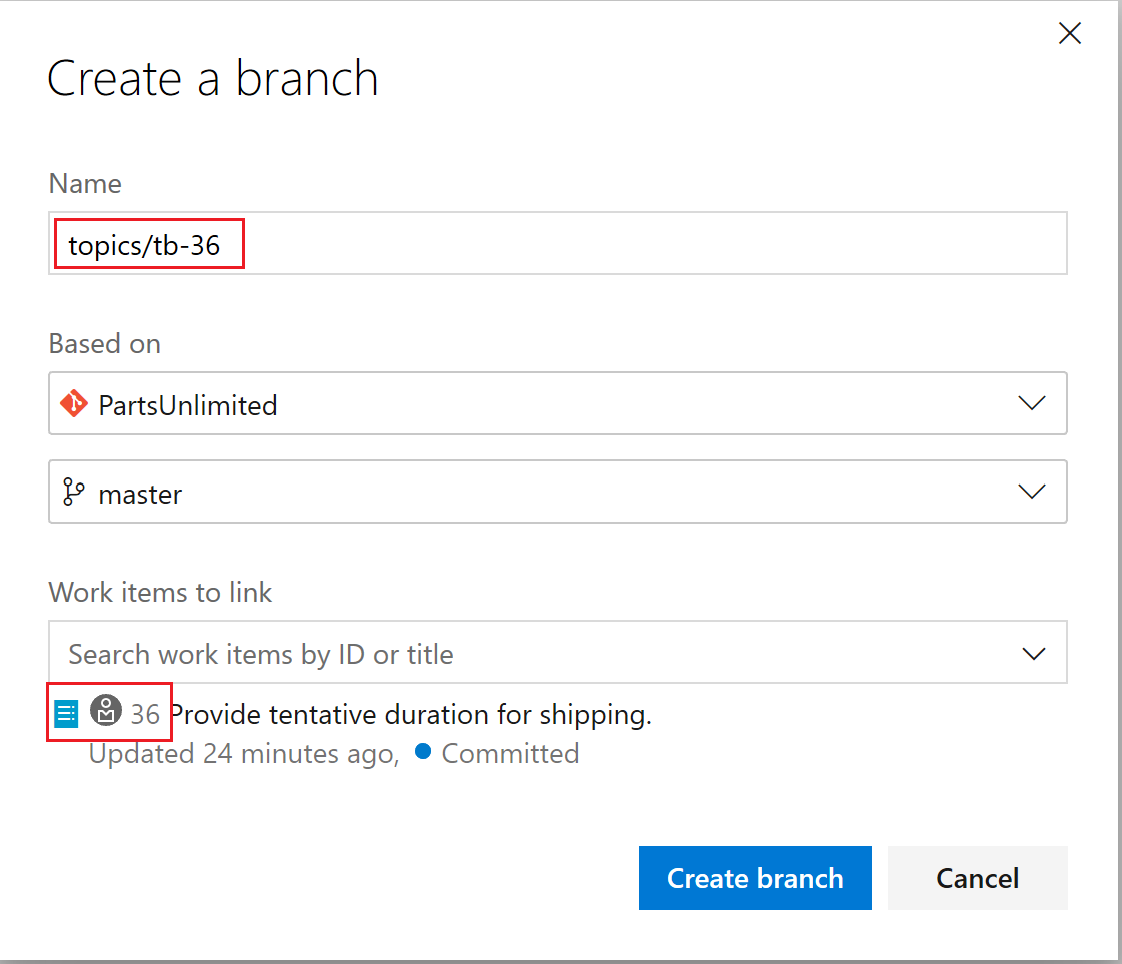 Create a branch
Name
topics/tb-36
Based on
PartsUnlimited
master
Work items to link
Search work items by ID or title
36 Provide tentative duration for shipping.
Updated 24 minutes ago, Committed
Create branch Cancel